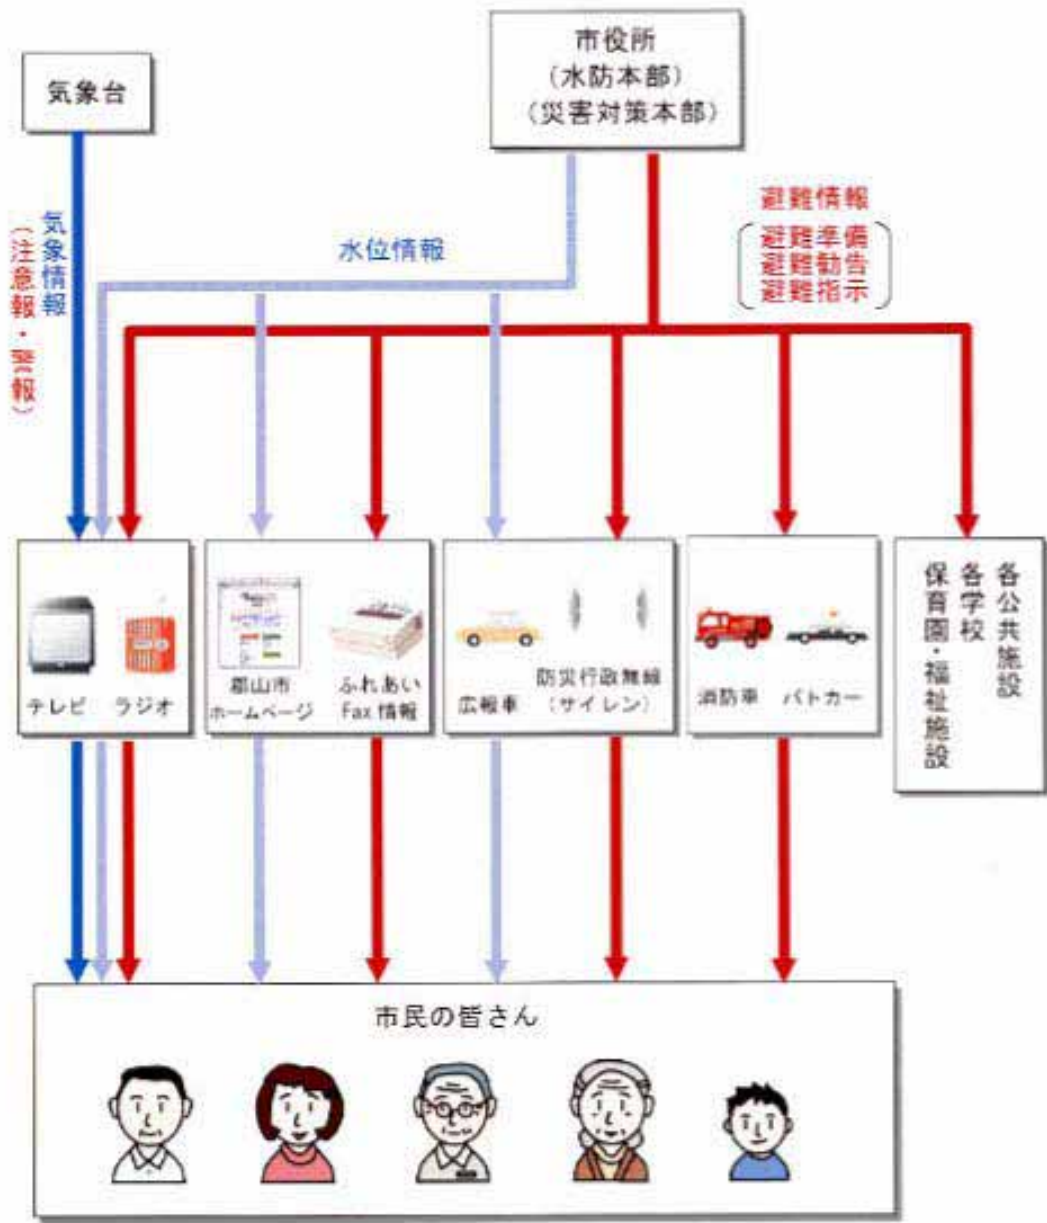 気象台
市役所
(水防本部)
(災害対策本部)
気象情報
(注意報・警報)
水位情報
避難情報
避難準備
避難勧告
避難指示
テレビ
ラジオ
郡山市
ホームページ
ふれあい
Fax 情報
広報車
防災行政無線
(サイレン)
消防車
パトカー
各公共施設
各学校
保育園・福祉施設
市民の皆さん